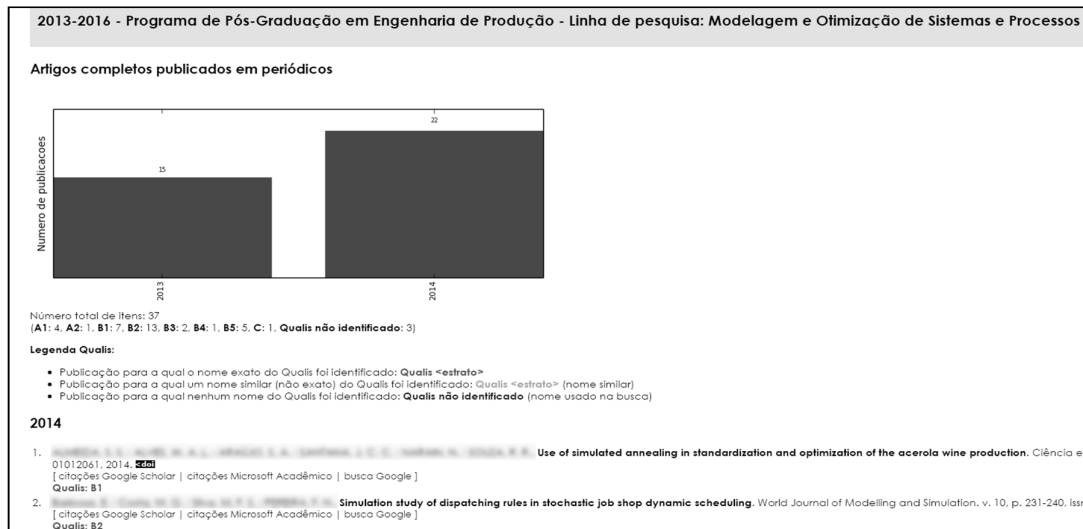 2013-2016 - Programa de Pós-Graduação em Engenharia de Produção - Linha de pesquisa: Modelagem e Otimização de Sistemas e Processos
Artigos completos publicados em periódicos
22
15
Numero de publicacoes
2013
2014
Número total de itens: 37
(A1: 4, A2: 1, B1: 7, B2: 13, B3: 2, B4: 1, B5: 5, C: 1, Qualis não identificado: 3)
Legenda Qualis:
• Publicação para a qual o nome exato do Qualis foi identificado: Qualis <estrato>
• Publicação para a qual um nome similar (não exato) do Qualis foi identificado: Qualis <estrato> (nome similar)
• Publicação para a qual nenhum nome do Qualis foi identificado: Qualis não identificado (nome usado na busca)
2014
1. Use of simulated annealing in standardization and optimization of the acerola wine production. Ciência e
01012061, 2014. doi
[ citações Google Scholar | citações Microsoft Acadêmico | busca Google ]
Qualis: B1
2. Simulation study of dispatching rules in stochastic job shop dynamic scheduling. World Journal of Modelling and Simulation. v. 10, p. 231-240, iss
[ citações Google Scholar | citações Microsoft Acadêmico | busca Google ]
Qualis: B2